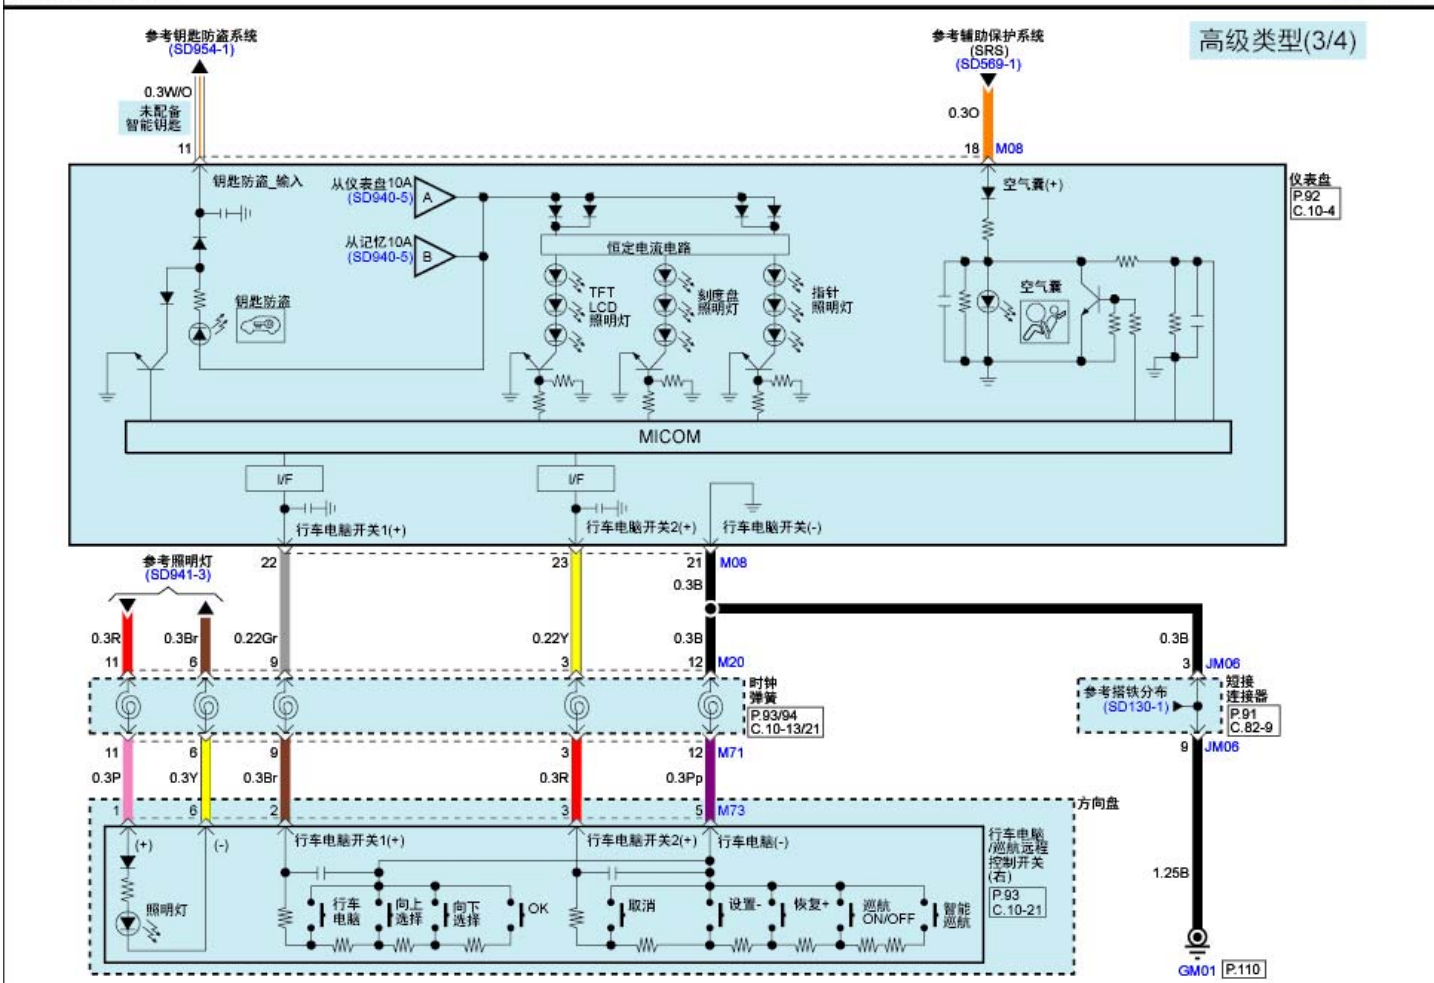 高级类型(3/4)
参考钥匙防盗系统
(SD954-1)
参考辅助保护系统
(SRS)
(SD569-1)
0.3W/O
未配备
智能钥匙
11
0.3O
18
M08
仪表盘
P.92
C.10-4
钥匙防盗_输入
从仪表盘10A
(SD940-5)
A
从记忆10A
(SD940-5)
B
空气囊(+)
恒定电流电路
钥匙防盗
TFT
LCD
照明灯
刻度盘
照明灯
指针
照明灯
空气囊
MICOM
I/F
I/F
行车电脑开关1(+)
行车电脑开关2(+)
行车电脑开关(-)
参考照明灯
(SD941-3)
22
23
21
M08
0.3B
0.3R
0.3Br
0.22Gr
0.22Y
0.3B
0.3B
11
6
9
3
12
M20
3
JM06
时钟
弹簧
P.93/94
C.10-13/21
参考搭铁分布
(SD130-1)
短接
连接器
P.91
C.82-9
11
6
9
3
12
M71
9
JM06
0.3P
0.3Y
0.3Br
0.3R
0.3Pp
1
6
2
3
5
M73
方向盘
(+)
(-)
行车电脑开关1(+)
行车电脑开关2(+)
行车电脑(-)
行车电脑
/巡航远程
控制开关
(右)
P.93
C.10-21
照明灯
行车
电脑
向上
选择
向下
选择
OK
取消
设置-
恢复+
巡航
ON/OFF
智能
巡航
1.25B
GM01
P.110